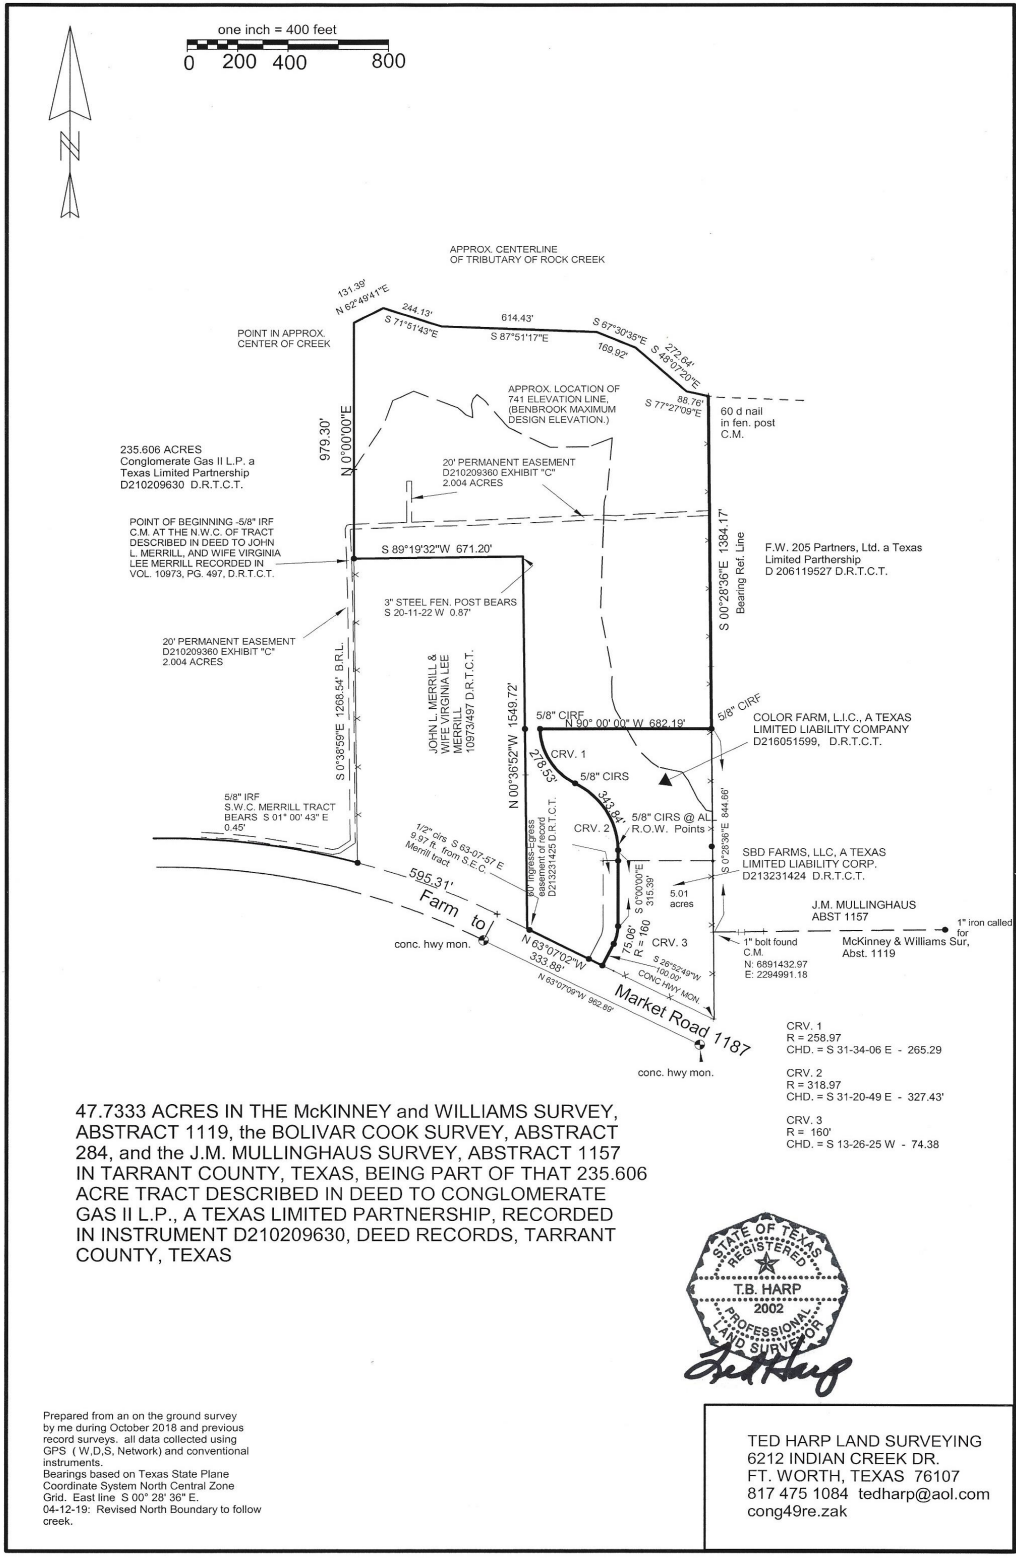 one inch = 400 feet
0 200 400 800
N
APPROX. CENTERLINE
OF TRIBUTARY OF ROCK CREEK
131.39'
N 62°49'41"E
244.13'
S 71°51'43"E
614.43'
S 87°51'17"E
S 67°30'35"E
169.92'
272.64'
S 48°07'20"E
88.76'
S 77°27'09"E
POINT IN APPROX.
CENTER OF CREEK
APPROX. LOCATION OF
741 ELEVATION LINE,
(BENBROOK MAXIMUM
DESIGN ELEVATION.)
60 d nail
in fen. post
C.M.
979.30'
N 0°00'00"E
235.606 ACRES
Conglomerate Gas II L.P. a
Texas Limited Partnership
D210209630 D.R.T.C.T.
20' PERMANENT EASEMENT
D210209360 EXHIBIT "C"
2.004 ACRES
POINT OF BEGINNING -5/8" IRF
C.M. AT THE N.W.C. OF TRACT
DESCRIBED IN DEED TO JOHN
L. MERRILL, AND WIFE VIRGINIA
LEE MERRILL RECORDED IN
VOL. 10973, PG. 497, D.R.T.C.T.
S 89°19'32"W 671.20'
S 00°28'36"E 1384.17'
Bearing Ref. Line
F.W. 205 Partners, Ltd. a Texas
Limited Partnership
D 206119527 D.R.T.C.T.
3" STEEL FEN. POST BEARS
S 20-11-22 W 0.87'
20' PERMANENT EASEMENT
D210209360 EXHIBIT "C"
2.004 ACRES
S 0°38'59"E 1268.54' B.R.L.
JOHN L. MERRILL &
WIFE VIRGINIA LEE
MERRILL
10973/497 D.R.T.C.T.
N 00°36'52"W 1549.72'
5/8" CIRF
N 90° 00' 00" W 682.19'
5/8" CIRF
COLOR FARM, L.I.C., A TEXAS
LIMITED LIABILITY COMPANY
D216051599, D.R.T.C.T.
CRV. 1
278.53'
5/8" CIRS
343.84'
5/8" IRF
S.W.C. MERRILL TRACT
BEARS S 01° 00' 43" E
0.45'
1/2" cirs S 63-07-57 E
9.97 ft. from S.E.C.
Merrill tract
60' Ingress-Egress
easement of record
D213231425 D.R.T.C.T.
CRV. 2
5/8" CIRS @ ALL
R.O.W. Points
S 0°28'36"E 844.66'
SBD FARMS, LLC, A TEXAS
LIMITED LIABILITY CORP.
D213231424 D.R.T.C.T.
595.31'
S 0°00'00"E
315.39'
5.01
acres
J.M. MULLINGHAUS
ABST 1157
Farm to
Market Road 1187
conc. hwy mon.
N 63°07'02"W
333.88'
75.06'
R = 160
CRV. 3
1" bolt found
C.M.
N: 6891432.97
E: 2294991.18
1" iron called
for
McKinney & Williams Sur,
Abst. 1119
S 26°52'49"W
100.00'
CONC HWY MON.
N 63°07'09"W 962.89'
conc. hwy mon.
CRV. 1
R = 258.97
CHD. = S 31-34-06 E - 265.29
CRV. 2
R = 318.97
CHD. = S 31-20-49 E - 327.43'
CRV. 3
R = 160'
CHD. = S 13-26-25 W - 74.38
47.7333 ACRES IN THE McKINNEY and WILLIAMS SURVEY,
ABSTRACT 1119, the BOLIVAR COOK SURVEY, ABSTRACT
284, and the J.M. MULLINGHAUS SURVEY, ABSTRACT 1157
IN TARRANT COUNTY, TEXAS, BEING PART OF THAT 235.606
ACRE TRACT DESCRIBED IN DEED TO CONGLOMERATE
GAS II L.P., A TEXAS LIMITED PARTNERSHIP, RECORDED
IN INSTRUMENT D210209630, DEED RECORDS, TARRANT
COUNTY, TEXAS
STATE OF TEXAS
REGISTERED
T.B. HARP
2002
PROFESSIONAL
LAND SURVEYOR
Ted Harp
Prepared from an on the ground survey
by me during October 2018 and previous
record surveys. all data collected using
GPS ( W,D,S, Network) and conventional
instruments.
Bearings based on Texas State Plane
Coordinate System North Central Zone
Grid. East line S 00° 28' 36" E.
04-12-19: Revised North Boundary to follow
creek.
TED HARP LAND SURVEYING
6212 INDIAN CREEK DR.
FT. WORTH, TEXAS 76107
817 475 1084 tedharp@aol.com
cong49re.zak